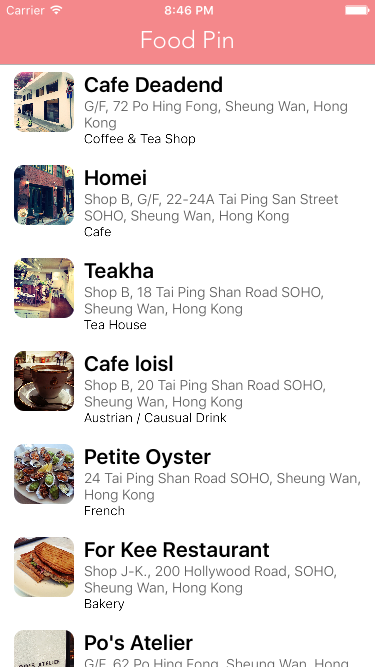 Carrier 8:46 PM
Food Pin
Cafe Deadend
G/F, 72 Po Hing Fong, Sheung Wan, Hong
Kong
Coffee & Tea Shop
Homei
Shop B, G/F, 22-24A Tai Ping San Street
SOHO, Sheung Wan, Hong Kong
Cafe
Teakha
Shop B, 18 Tai Ping Shan Road SOHO,
Sheung Wan, Hong Kong
Tea House
Cafe loisl
Shop B, 20 Tai Ping Shan Road SOHO,
Sheung Wan, Hong Kong
Austrian / Causual Drink
Petite Oyster
24 Tai Ping Shan Road SOHO, Sheung Wan,
Hong Kong
French
For Kee Restaurant
Shop J-K., 200 Hollywood Road, SOHO,
Sheung Wan, Hong Kong
Bakery
Po's Atelier
G/F, 62 Po Hing Fong, Sheung Wan, Hong